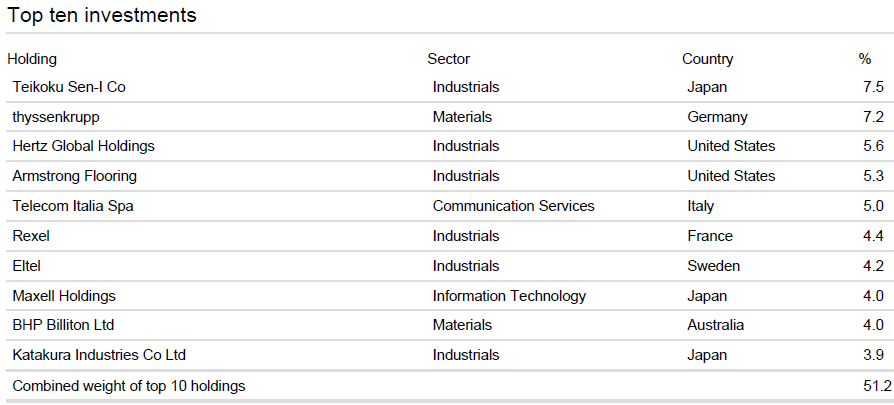 Top ten investments
Holding Sector Country %
Teikoku Sen-I Co Industrials Japan 7.5
thyssenkrupp Materials Germany 7.2
Hertz Global Holdings Industrials United States 5.6
Armstrong Flooring Industrials United States 5.3
Telecom Italia Spa Communication Services Italy 5.0
Rexel Industrials France 4.4
Eltel Industrials Sweden 4.2
Maxell Holdings Information Technology Japan 4.0
BHP Billiton Ltd Materials Australia 4.0
Katakura Industries Co Ltd Industrials Japan 3.9
Combined weight of top 10 holdings 51.2